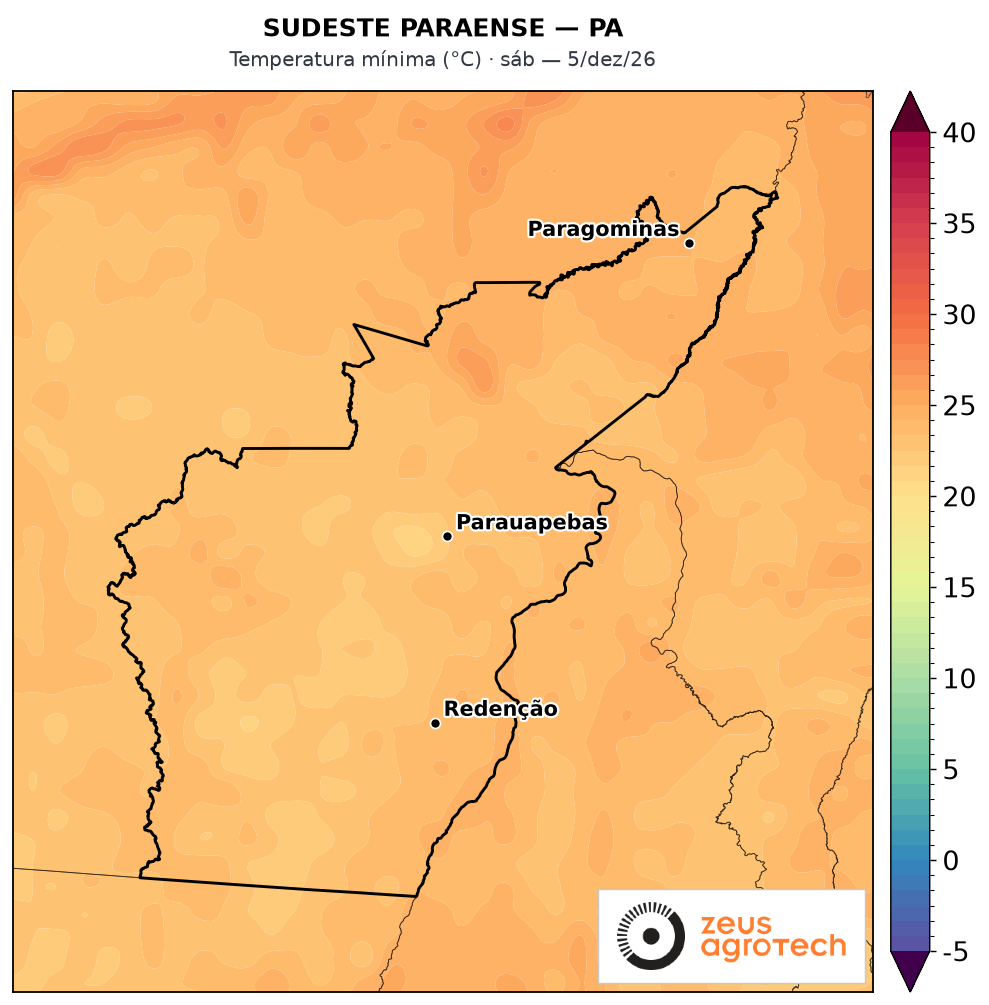 SUDESTE PARAENSE — PA
Temperatura mínima (°C) · sáb — 5/dez/26
Paragominas
Parauapebas
Redenção
40
35
30
25
20
15
10
5
0
-5
zeus
agrotech